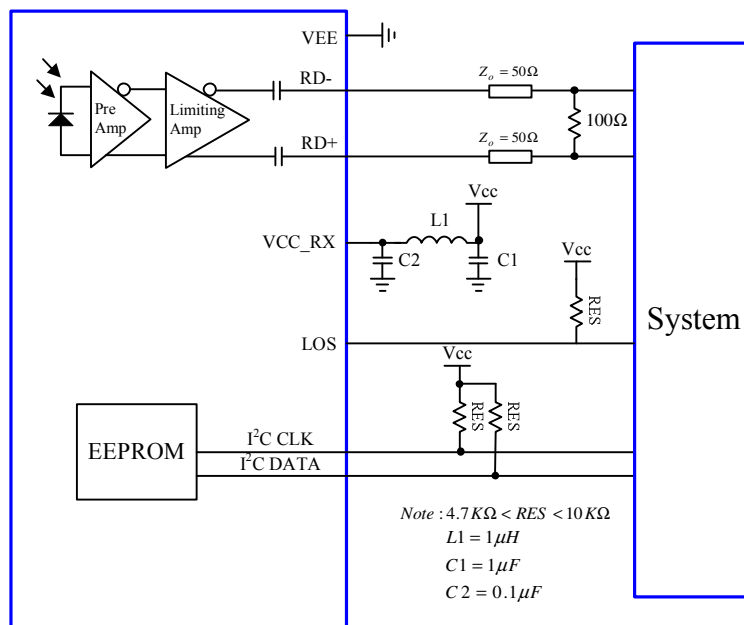 VEE
RD-
Z_o = 50Ω
Pre
Amp
Limiting
Amp
100Ω
RD+
Z_o = 50Ω
Vcc
L1
VCC_RX
C2
C1
Vcc
RES
System
LOS
Vcc
RES
RES
EEPROM
I²C CLK
I²C DATA
Note : 4.7KΩ < RES < 10KΩ
L1 = 1μH
C1 = 1μF
C2 = 0.1μF